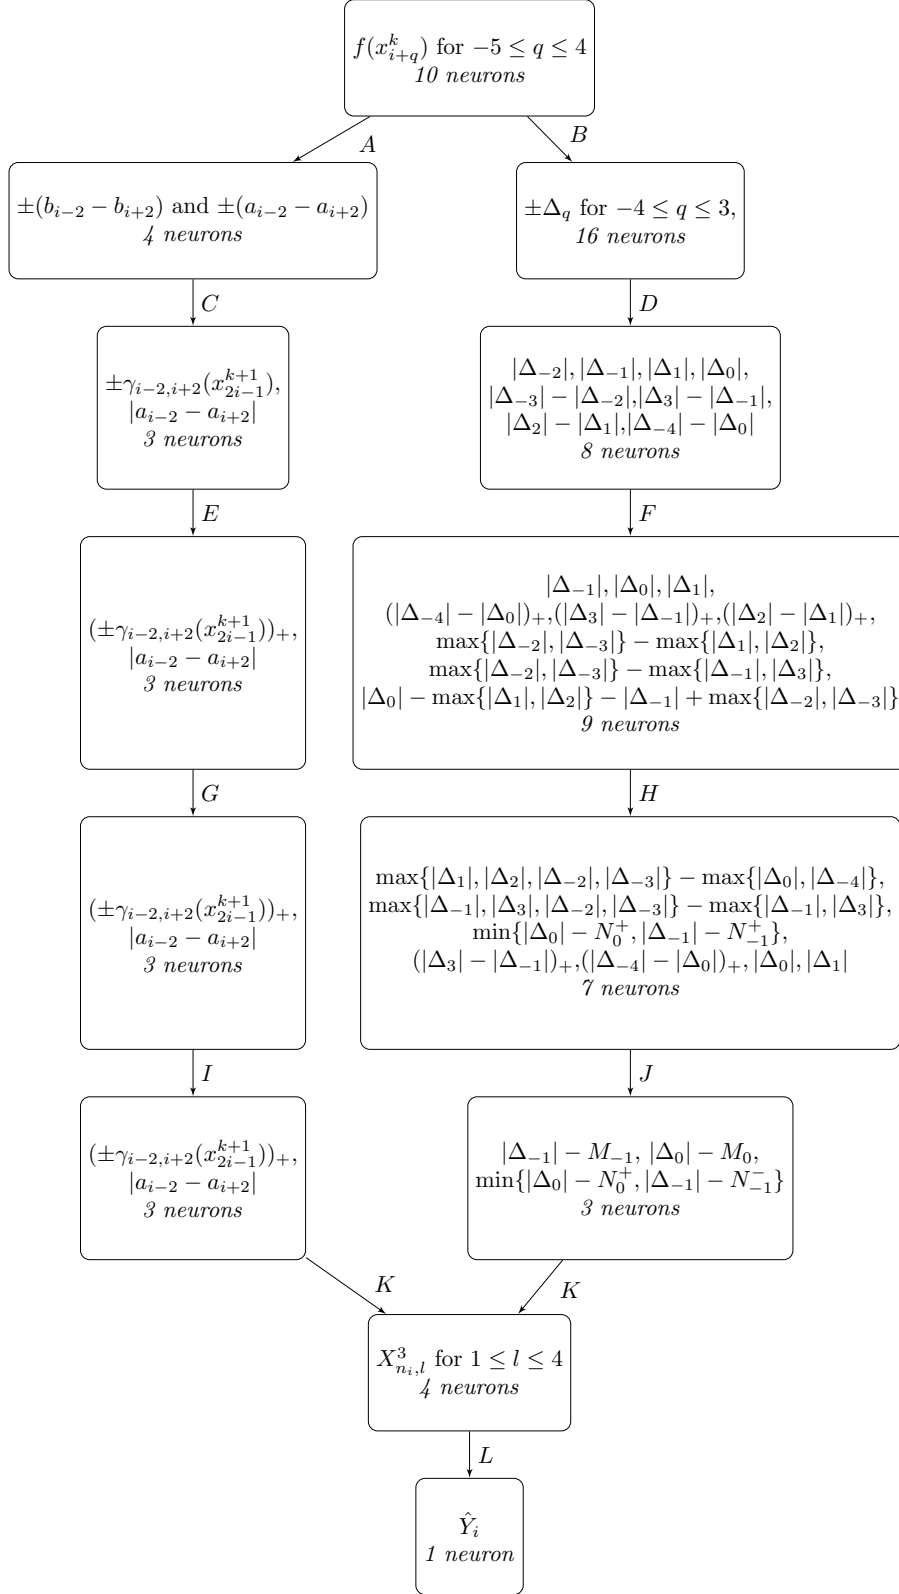 f(x^k_{i+q}) for −5 ≤ q ≤ 4
10 neurons
A
B
±(b_{i−2} − b_{i+2}) and ±(a_{i−2} − a_{i+2})
4 neurons
±Δ_q for −4 ≤ q ≤ 3,
16 neurons
C
D
±γ_{i−2,i+2}(x^{k+1}_{2i−1}),
|a_{i−2} − a_{i+2}|
3 neurons
|Δ_{−2}|, |Δ_{−1}|, |Δ_1|, |Δ_0|,
|Δ_{−3}| − |Δ_{−2}|,|Δ_3| − |Δ_{−1}|,
|Δ_2| − |Δ_1|,|Δ_{−4}| − |Δ_0|
8 neurons
E
F
(±γ_{i−2,i+2}(x^{k+1}_{2i−1}))_+,
|a_{i−2} − a_{i+2}|
3 neurons
|Δ_{−1}|, |Δ_0|, |Δ_1|,
(|Δ_{−4}| − |Δ_0|)_+,(|Δ_3| − |Δ_{−1}|)_+,(|Δ_2| − |Δ_1|)_+,
max{|Δ_{−2}|, |Δ_{−3}|} − max{|Δ_1|, |Δ_2|},
max{|Δ_{−2}|, |Δ_{−3}|} − max{|Δ_{−1}|, |Δ_3|},
|Δ_0| − max{|Δ_1|, |Δ_2|} − |Δ_{−1}| + max{|Δ_{−2}|, |Δ_{−3}|}
9 neurons
G
H
(±γ_{i−2,i+2}(x^{k+1}_{2i−1}))_+,
|a_{i−2} − a_{i+2}|
3 neurons
max{|Δ_1|, |Δ_2|, |Δ_{−2}|, |Δ_{−3}|} − max{|Δ_0|, |Δ_{−4}|},
max{|Δ_{−1}|, |Δ_3|, |Δ_{−2}|, |Δ_{−3}|} − max{|Δ_{−1}|, |Δ_3|},
min{|Δ_0| − N^+_0, |Δ_{−1}| − N^+_{−1}},
(|Δ_3| − |Δ_{−1}|)_+,(|Δ_{−4}| − |Δ_0|)_+, |Δ_0|, |Δ_1|
7 neurons
I
J
(±γ_{i−2,i+2}(x^{k+1}_{2i−1}))_+,
|a_{i−2} − a_{i+2}|
3 neurons
|Δ_{−1}| − M_{−1}, |Δ_0| − M_0,
min{|Δ_0| − N^+_0, |Δ_{−1}| − N^−_{−1}}
3 neurons
K
K
X^3_{n_i,l} for 1 ≤ l ≤ 4
4 neurons
L
Ŷ_i
1 neuron